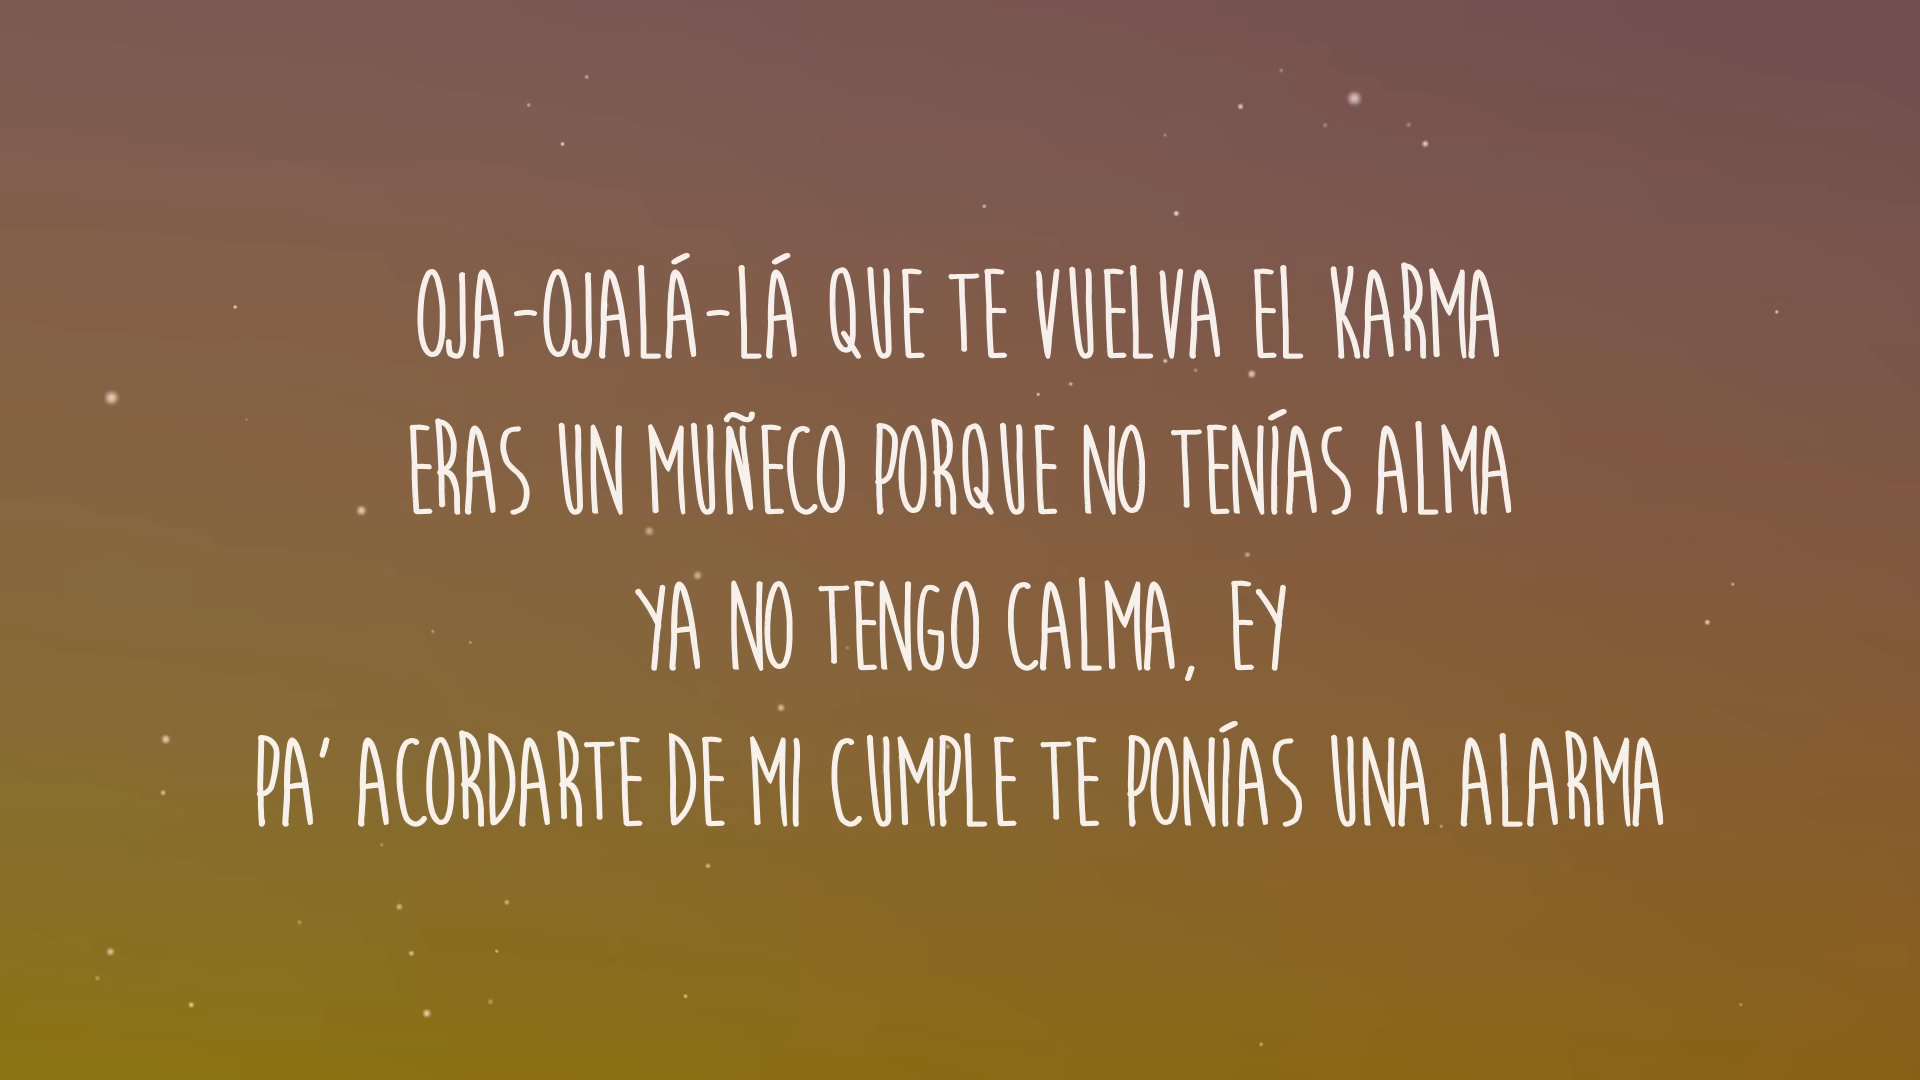 OJA-OJALÁ-LÁ QUE TE VUELVA EL KARMA
ERAS UN MUÑECO PORQUE NO TENÍAS ALMA
YA NO TENGO CALMA, EY
PA' ACORDARTE DE MI CUMPLE TE PONÍAS UNA ALARMA